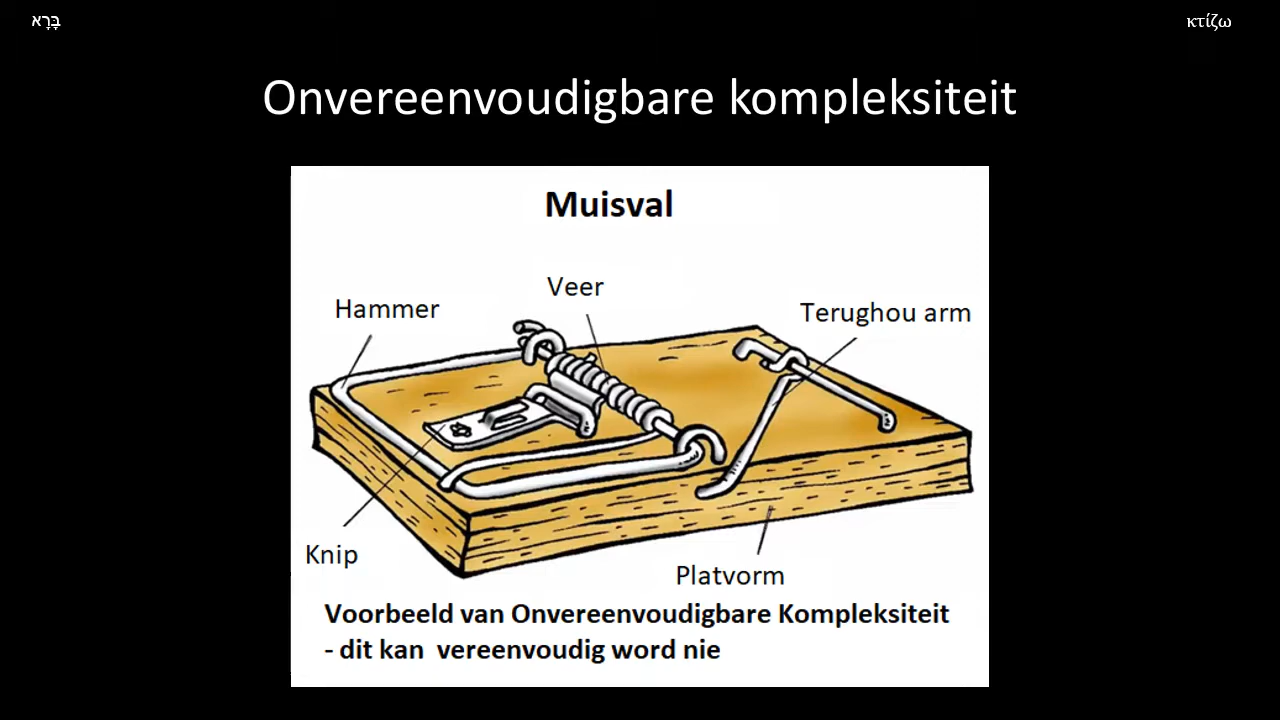 בָּרָא
κτίζω
Onvereenvoudigbare kompleksiteit
Muisval
Veer
Hammer
Terughou arm
Knip
Platvorm
Voorbeeld van Onvereenvoudigbare Kompleksiteit
- dit kan vereenvoudig word nie